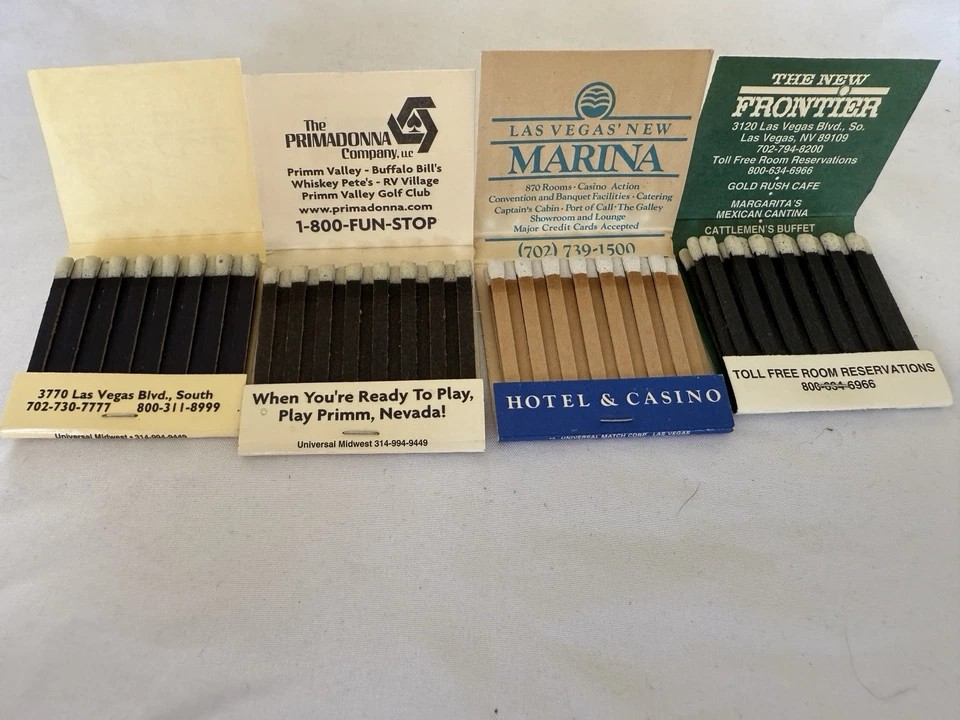 3770 Las Vegas Blvd., South
702-730-7777 800-311-8999
Universal Midwest • 314-994-9449
The
PRIMADONNA
Company, LLC
Primm Valley - Buffalo Bill's
Whiskey Pete's - RV Village
Primm Valley Golf Club
www.primadonna.com
1-800-FUN-STOP
When You're Ready To Play,
Play Primm, Nevada!
Universal Midwest 314-994-9449
LAS VEGAS' NEW
MARINA
870 Rooms · Casino Action
Convention and Banquet Facilities · Catering
Captain's Cabin · Port of Call · The Galley
Showroom and Lounge
Major Credit Cards Accepted
(702) 739-1500
HOTEL & CASINO
UNIVERSAL MATCH CORP. LAS VEGAS
THE NEW
FRONTIER
3120 Las Vegas Blvd., So.
Las Vegas, NV 89109
702-794-8200
Toll Free Room Reservations
800-634-6966
•
GOLD RUSH CAFE
•
MARGARITA'S
MEXICAN CANTINA
•
CATTLEMEN'S BUFFET
TOLL FREE ROOM RESERVATIONS
800-634-6966